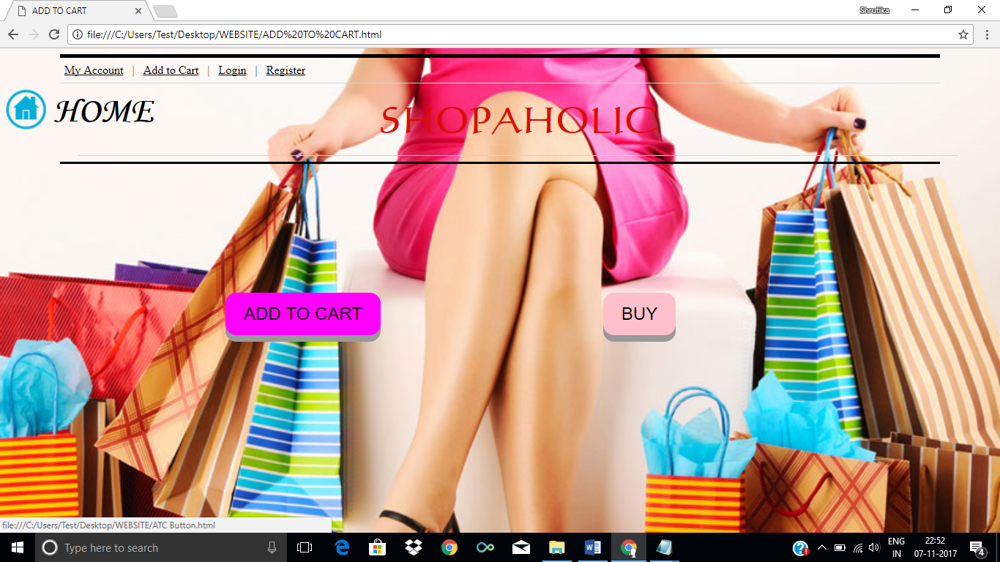 ADD TO CART
Shrutika
file:///C:/Users/Test/Desktop/WEBSITE/ADD%20TO%20CART.html
My Account | Add to Cart | Login | Register
HOME
SHOPAHOLIC
ADD TO CART
BUY
file:///C:/Users/Test/Desktop/WEBSITE/ATC Button.html
Type here to search
ENG 22:52
IN 07-11-2017
4